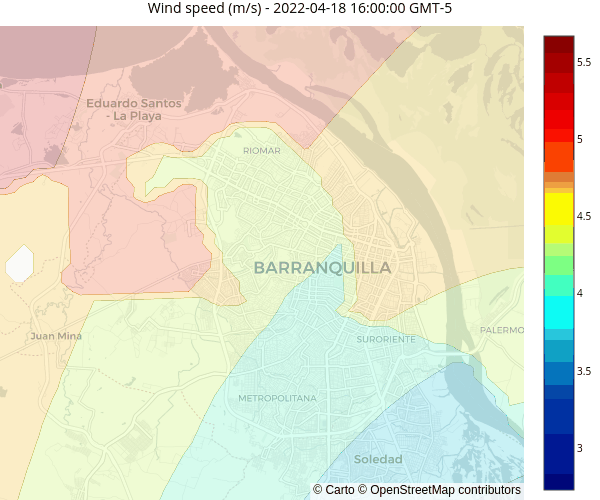 Wind speed (m/s) - 2022-04-18 16:00:00 GMT-5
5.5
Eduardo Santos
- La Playa
5
RIOMAR
4.5
BARRANQUILLA
4
Juan Mina
PALERMO
SURORIENTE
3.5
METROPOLITANA
3
Soledad
© Carto © OpenStreetMap contributors